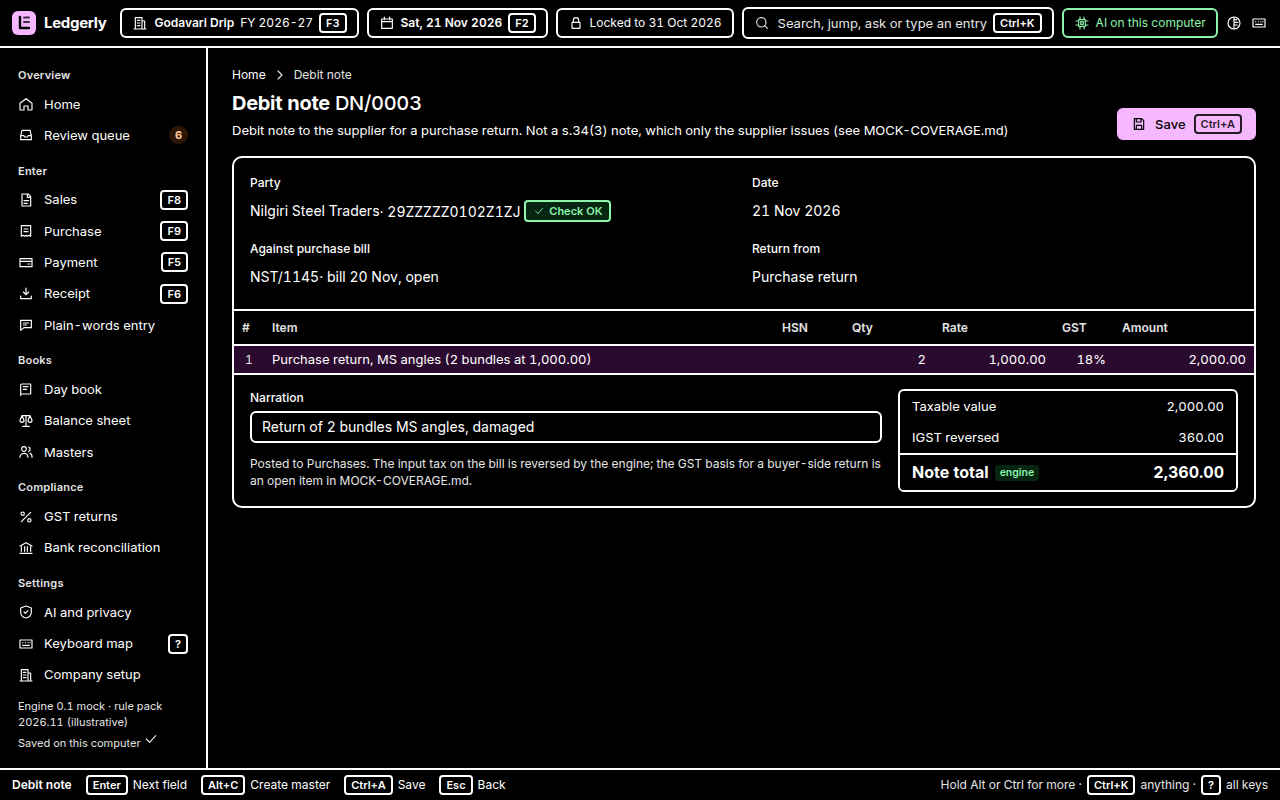 Ledgerly
Godavari Drip FY 2026-27 F3
Sat, 21 Nov 2026 F2
Locked to 31 Oct 2026
Search, jump, ask or type an entry Ctrl+K
AI on this computer
Overview
Home
Review queue 6
Enter
Sales F8
Purchase F9
Payment F5
Receipt F6
Plain-words entry
Books
Day book
Balance sheet
Masters
Compliance
GST returns
Bank reconciliation
Settings
AI and privacy
Keyboard map ?
Company setup
Engine 0.1 mock · rule pack
2026.11 (illustrative)
Saved on this computer
Home Debit note
Debit note DN/0003
Debit note to the supplier for a purchase return. Not a s.34(3) note, which only the supplier issues (see MOCK-COVERAGE.md)
Save Ctrl+A
Party
Nilgiri Steel Traders· 29ZZZZZ0102Z1ZJ Check OK
Date
21 Nov 2026
Against purchase bill
NST/1145· bill 20 Nov, open
Return from
Purchase return
# Item HSN Qty Rate GST Amount
1 Purchase return, MS angles (2 bundles at 1,000.00) 2 1,000.00 18% 2,000.00
Narration
Return of 2 bundles MS angles, damaged
Posted to Purchases. The input tax on the bill is reversed by the engine; the GST basis for a buyer-side return is
an open item in MOCK-COVERAGE.md.
Taxable value 2,000.00
IGST reversed 360.00
Note total engine 2,360.00
Debit note Enter Next field Alt+C Create master Ctrl+A Save Esc Back
Hold Alt or Ctrl for more · Ctrl+K anything · ? all keys